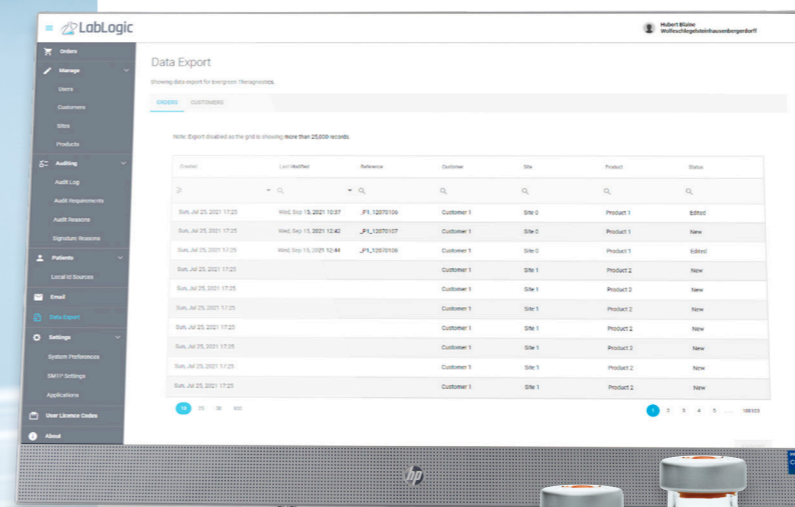 LabLogic
Hubert Blaine
Wolfeschlegelsteinhausenbergerdorff
Orders
Manage
Users
Customers
Sites
Products
Auditing
Audit Log
Audit Requirements
Audit Reasons
Signature Reasons
Patients
Local Id Sources
Email
Data Export
Settings
System Preferences
SMTP Settings
Applications
User Licence Codes
About
Data Export
Showing data export for Evergreen Theragnostics.
ORDERS CUSTOMERS
Note: Export disabled as the grid is showing more than 25,000 records.
Created Last Modified Reference Customer Site Product Status
Sun, Jul 25, 2021 17:25 Wed, Sep 15, 2021 10:37 _P1_12070106 Customer 1 Site 0 Product 1 Edited
Sun, Jul 25, 2021 17:25 Wed, Sep 15, 2021 12:42 _P1_12070107 Customer 1 Site 0 Product 1 New
Sun, Jul 25, 2021 17:25 Wed, Sep 15, 2021 12:44 _P1_12070108 Customer 1 Site 0 Product 1 Edited
Sun, Jul 25, 2021 17:25 Customer 1 Site 1 Product 2 New
Sun, Jul 25, 2021 17:25 Customer 1 Site 1 Product 2 New
Sun, Jul 25, 2021 17:25 Customer 1 Site 1 Product 2 New
Sun, Jul 25, 2021 17:25 Customer 1 Site 1 Product 2 New
Sun, Jul 25, 2021 17:25 Customer 1 Site 1 Product 2 New
Sun, Jul 25, 2021 17:25 Customer 1 Site 1 Product 2 New
Sun, Jul 25, 2021 17:25 Customer 1 Site 1 Product 2 New
10 25 50 1 2 3 4 5 ...
hp